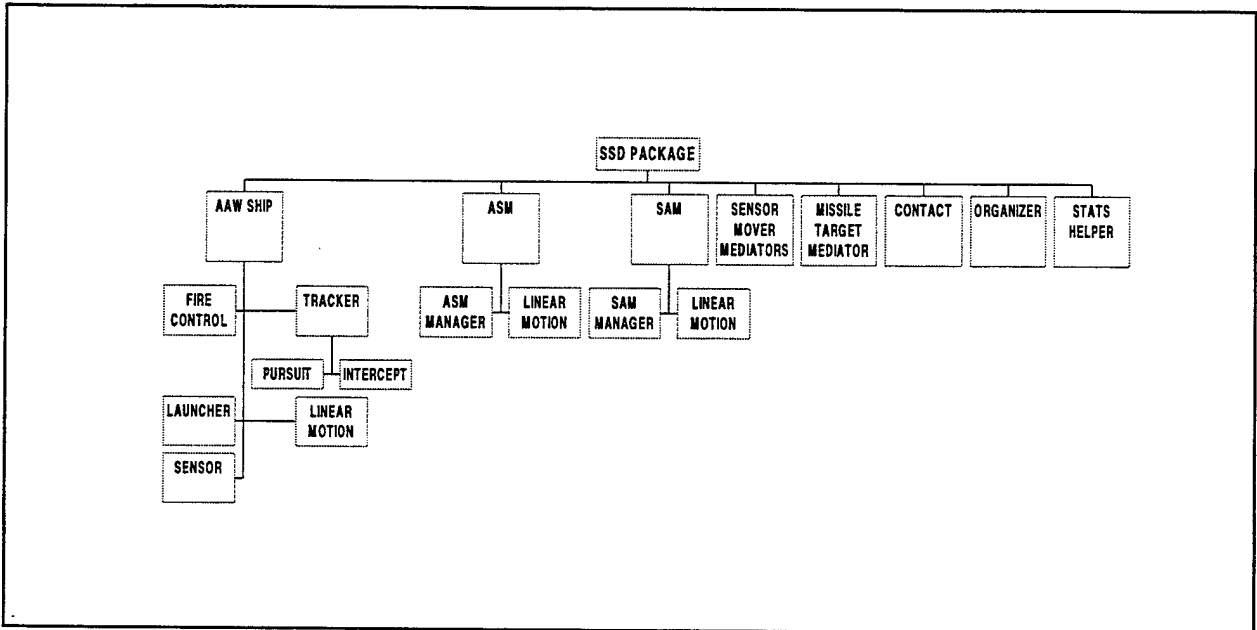 SSD PACKAGE
AAW SHIP
ASM
SAM
SENSOR
MOVER
MEDIATORS
MISSILE
TARGET
MEDIATOR
CONTACT
ORGANIZER
STATS
HELPER
FIRE
CONTROL
TRACKER
ASM
MANAGER
LINEAR
MOTION
SAM
MANAGER
LINEAR
MOTION
PURSUIT
INTERCEPT
LAUNCHER
LINEAR
MOTION
SENSOR